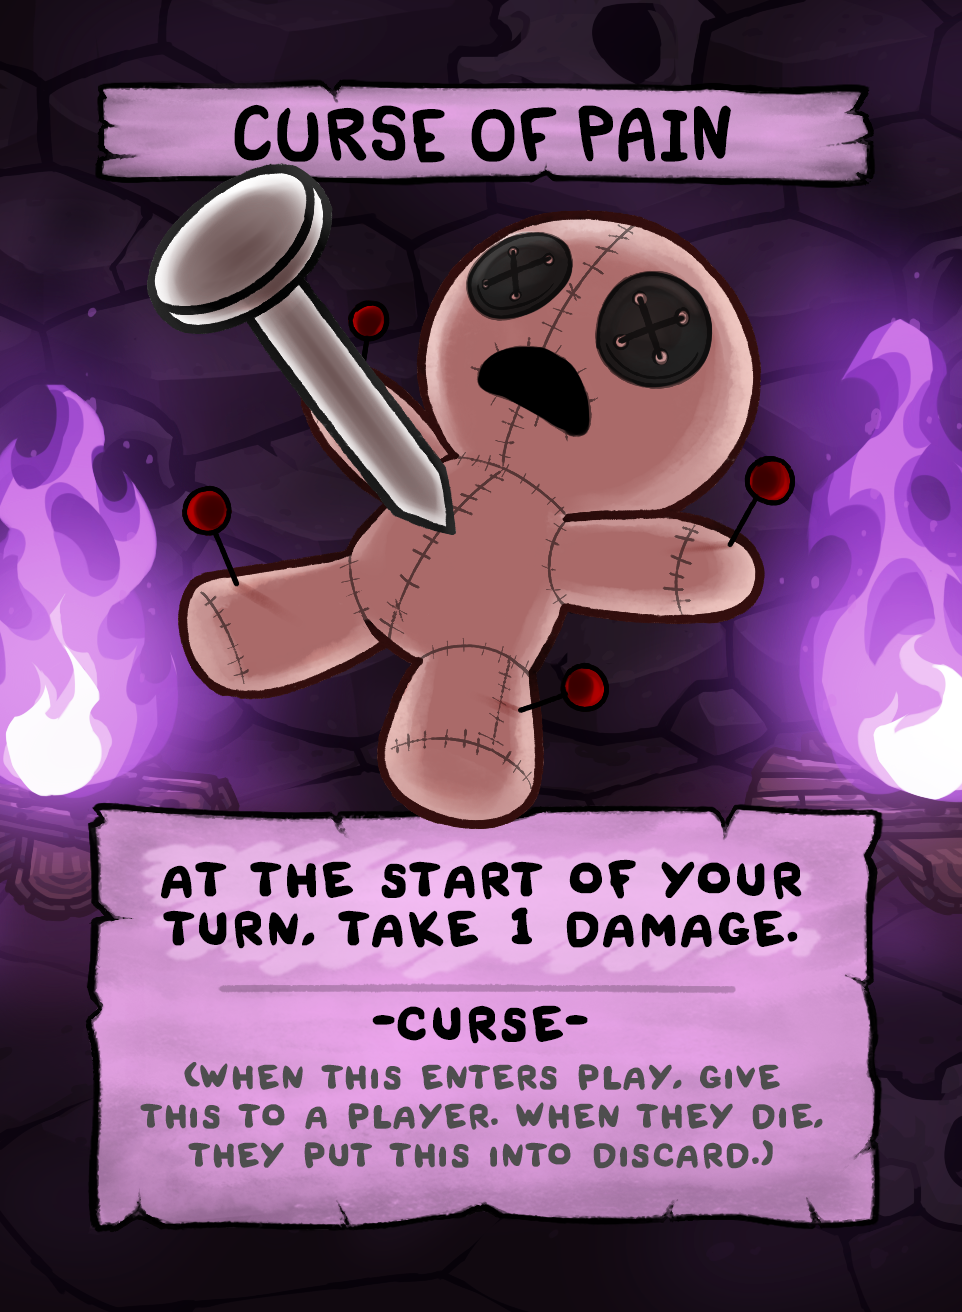 CURSE OF PAIN
AT THE START OF YOUR
TURN, TAKE 1 DAMAGE.
-CURSE-
(WHEN THIS ENTERS PLAY, GIVE
THIS TO A PLAYER. WHEN THEY DIE,
THEY PUT THIS INTO DISCARD.)